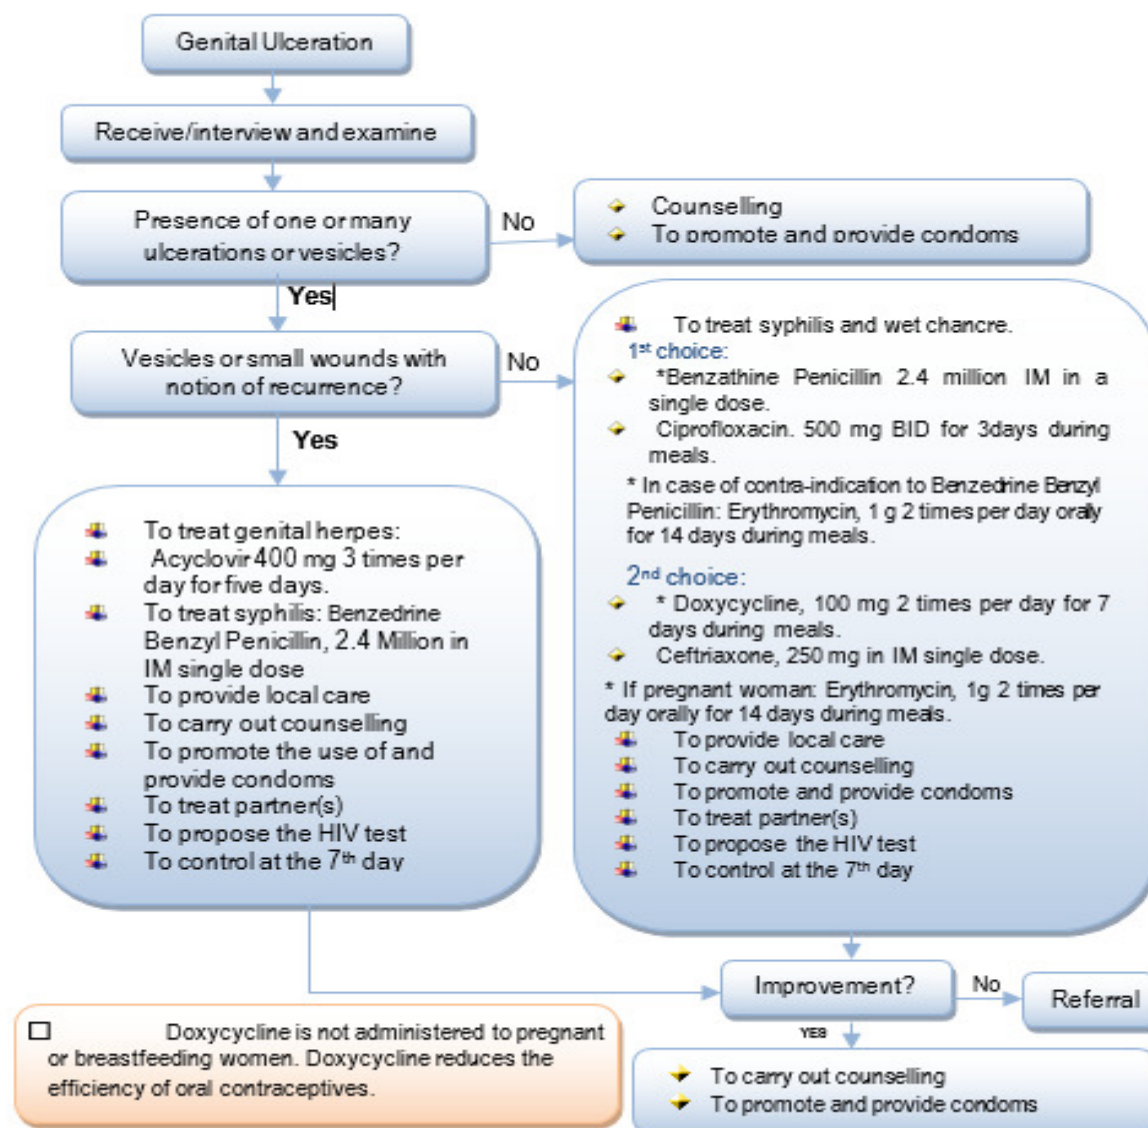 Genital Ulceration
Receive/interview and examine
Presence of one or many
ulcerations or vesicles?
No
Counselling
To promote and provide condoms
Yes
Vesicles or small wounds with
notion of recurrence?
No
To treat syphilis and wet chancre.
1st choice:
*Benzathine Penicillin 2.4 million IM in a
single dose.
Ciprofloxacin. 500 mg BID for 3days during
meals.
* In case of contra-indication to Benzedrine Benzyl
Penicillin: Erythromycin, 1 g 2 times per day orally
for 14 days during meals.
2nd choice:
* Doxycycline, 100 mg 2 times per day for 7
days during meals.
Ceftriaxone, 250 mg in IM single dose.
* If pregnant woman: Erythromycin, 1g 2 times per
day orally for 14 days during meals.
To provide local care
To carry out counselling
To promote and provide condoms
To treat partner(s)
To propose the HIV test
To control at the 7th day
Yes
To treat genital herpes:
Acyclovir 400 mg 3 times per
day for five days.
To treat syphilis: Benzedrine
Benzyl Penicillin, 2.4 Million in
IM single dose
To provide local care
To carry out counselling
To promote the use of and
provide condoms
To treat partner(s)
To propose the HIV test
To control at the 7th day
Improvement?
No
Referral
YES
To carry out counselling
To promote and provide condoms
Doxycycline is not administered to pregnant
or breastfeeding women. Doxycycline reduces the
efficiency of oral contraceptives.